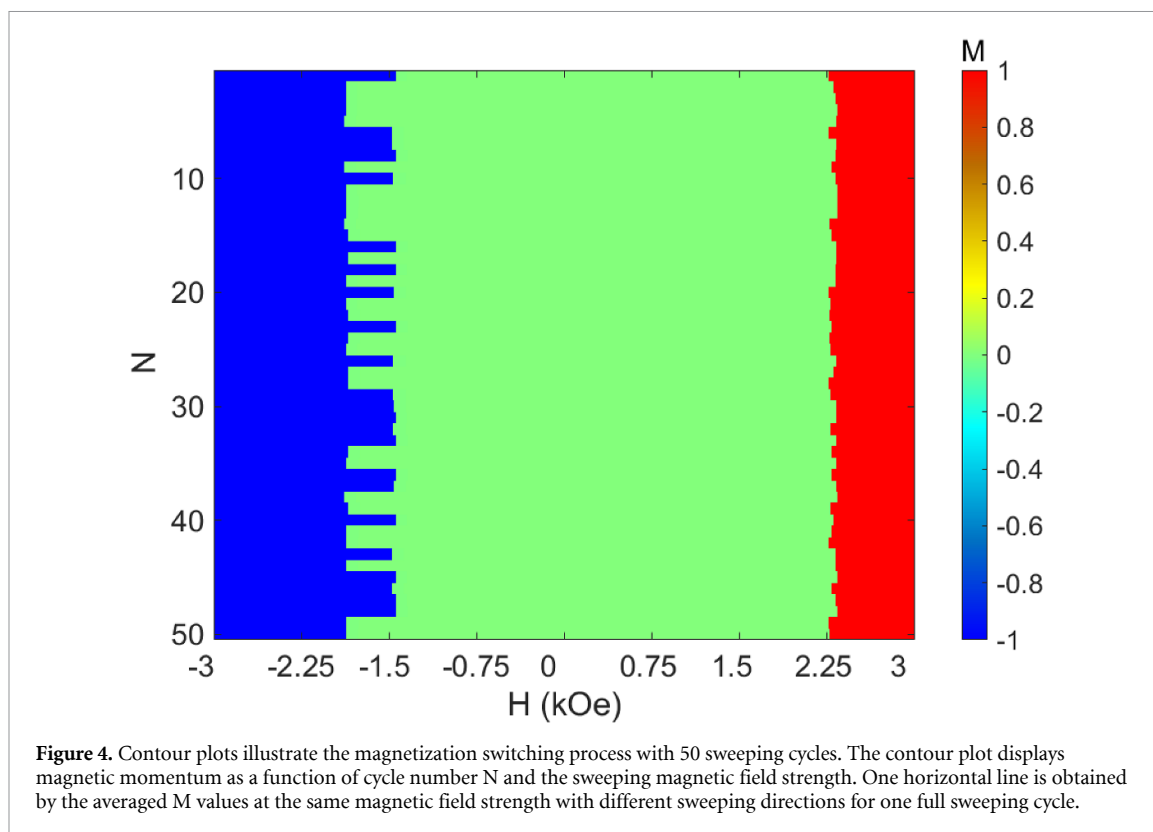 M
1
0.8
0.6
0.4
0.2
0
-0.2
-0.4
-0.6
-0.8
-1
N
10
20
30
40
50
-3 -2.25 -1.5 -0.75 0 0.75 1.5 2.25 3
H (kOe)
Figure 4. Contour plots illustrate the magnetization switching process with 50 sweeping cycles. The contour plot displays
magnetic momentum as a function of cycle number N and the sweeping magnetic field strength. One horizontal line is obtained
by the averaged M values at the same magnetic field strength with different sweeping directions for one full sweeping cycle.